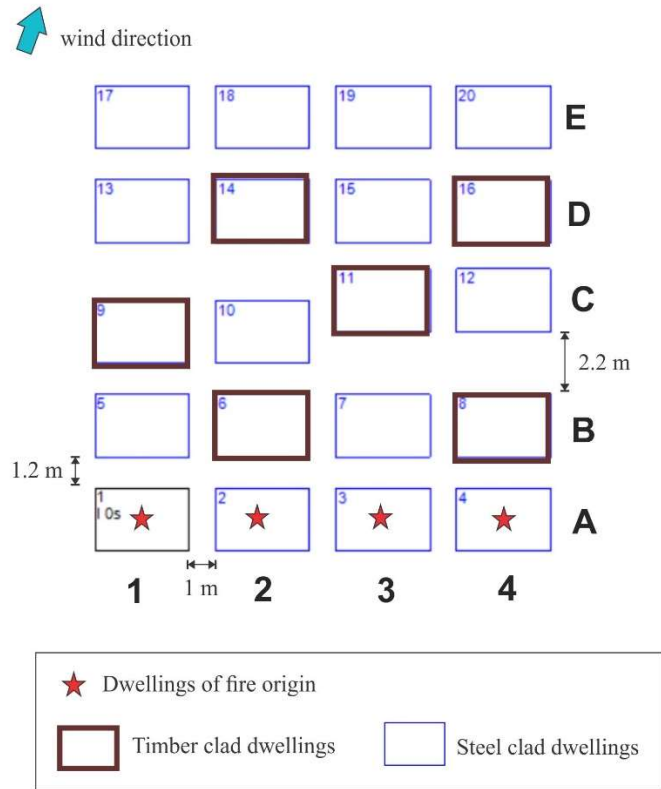 wind direction
17 18 19 20 E
13 14 15 16 D
11 12 C
9 10
2.2 m
5 6 7 8 B
1.2 m
1 2 3 4 A
I 0s
1 1 m 2 3 4
Dwellings of fire origin
Timber clad dwellings Steel clad dwellings